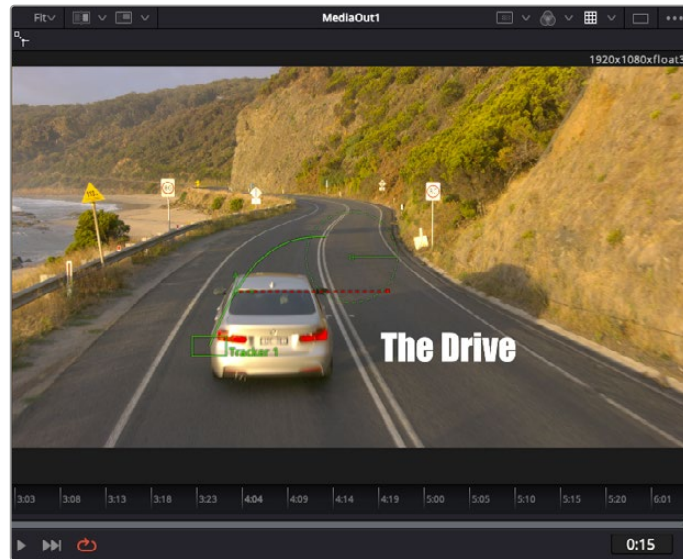 Fit MediaOut1
1920x1080xfloat3
Tracker 1
The Drive
3:03 3:08 3:13 3:18 3:23 4:04 4:09 4:14 4:19 5:00 5:05 5:10 5:15 5:20 6:01
0:15